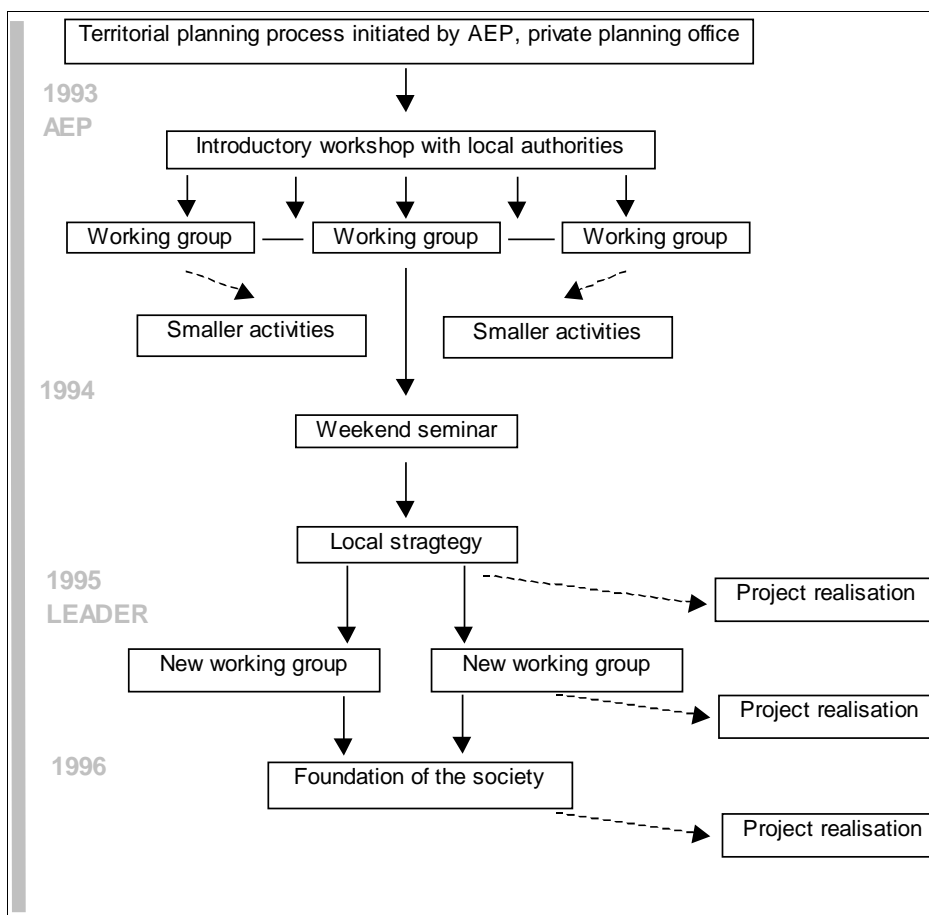 Territorial planning process initiated by AEP, private planning office
1993
AEP
Introductory workshop with local authorities
Working group
Working group
Working group
Smaller activities
Smaller activities
1994
Weekend seminar
Local stragtegy
1995
LEADER
Project realisation
New working group
New working group
Project realisation
1996
Foundation of the society
Project realisation